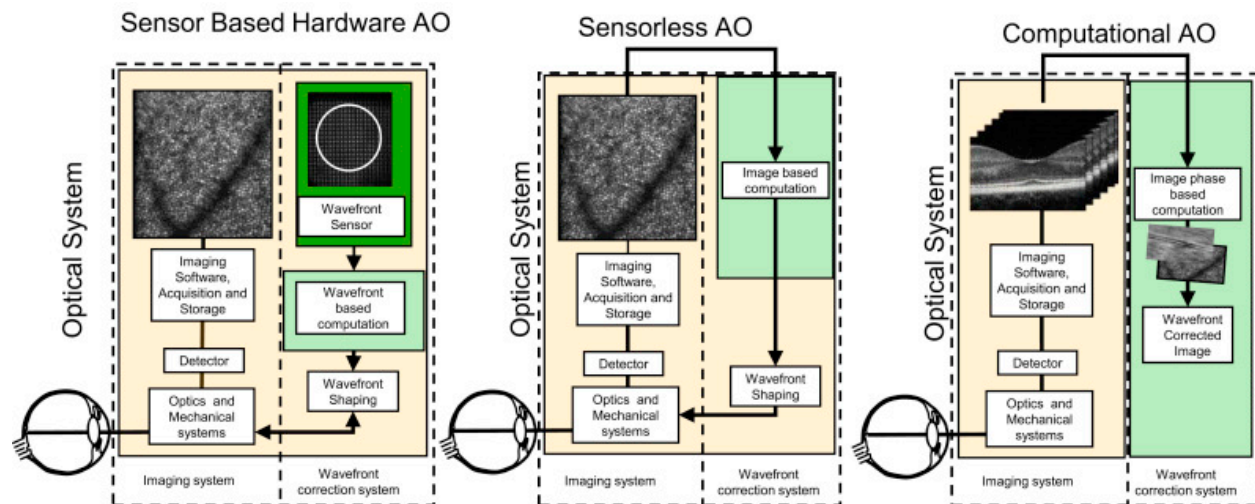 Sensor Based Hardware AO
Optical System
Wavefront
Sensor
Imaging
Software,
Acquisition and
Storage
Wavefront
based
computation
Detector
Wavefront
Shaping
Optics and
Mechanical
systems
Imaging system
Wavefront
correction system
Sensorless AO
Optical System
Image based
computation
Imaging
Software,
Acquisition and
Storage
Detector
Wavefront
Shaping
Optics and
Mechanical
systems
Imaging system
Wavefront
correction system
Computational AO
Optical System
Image phase
based
computation
Imaging
Software,
Acquisition and
Storage
Wavefront
Corrected
Image
Detector
Optics and
Mechanical
systems
Imaging system
Wavefront
correction system